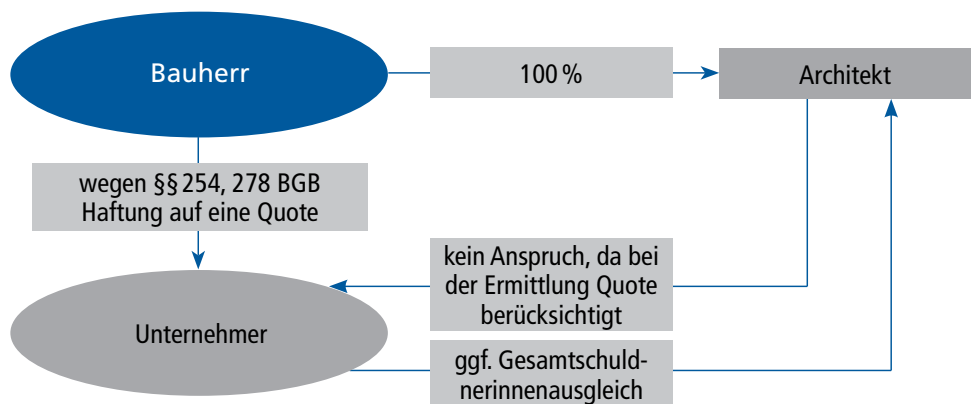 Bauherr
100 %
Architekt
wegen §§ 254, 278 BGB
Haftung auf eine Quote
kein Anspruch, da bei
der Ermittlung Quote
berücksichtigt
Unternehmer
ggf. Gesamtschuld-
nerinnenausgleich